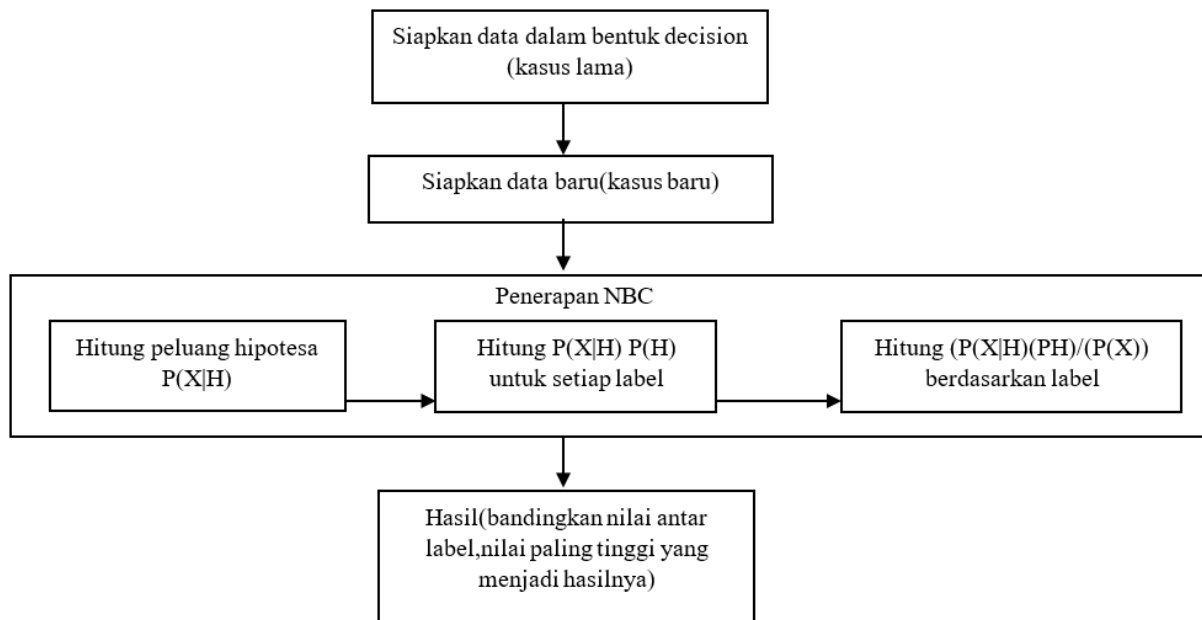 Siapkan data dalam bentuk decision
(kasus lama)
Siapkan data baru(kasus baru)
Penerapan NBC
Hitung peluang hipotesa
P(X|H)
Hitung P(X|H) P(H)
untuk setiap label
Hitung (P(X|H)(PH)/(P(X))
berdasarkan label
Hasil(bandingkan nilai antar
label,nilai paling tinggi yang
menjadi hasilnya)